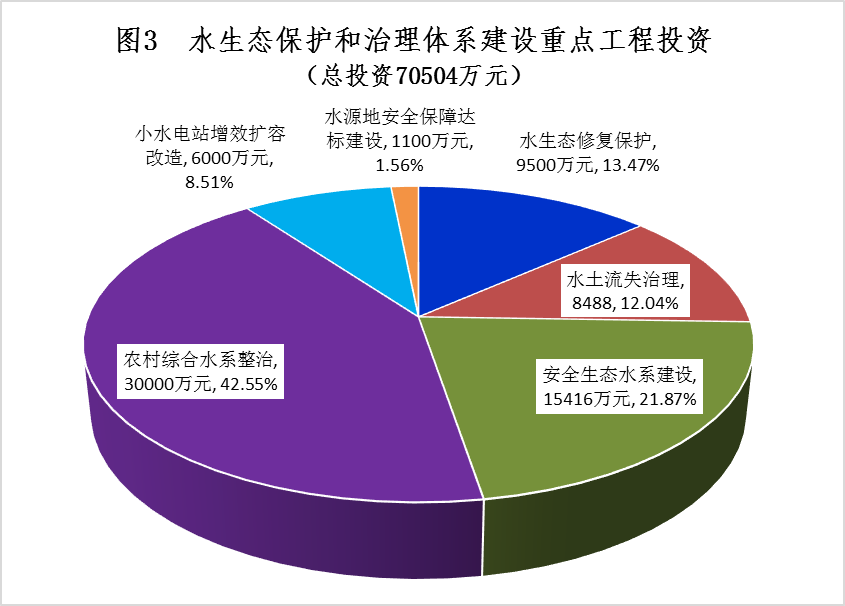 图3 水生态保护和治理体系建设重点工程投资
（总投资70504万元）
小水电站增效扩容
改造, 6000万元,
8.51%
水源地安全保障达
标建设, 1100万元,
1.56%
水生态修复保护,
9500万元, 13.47%
水土流失治理,
8488, 12.04%
农村综合水系整治,
30000万元, 42.55%
安全生态水系建设,
15416万元, 21.87%